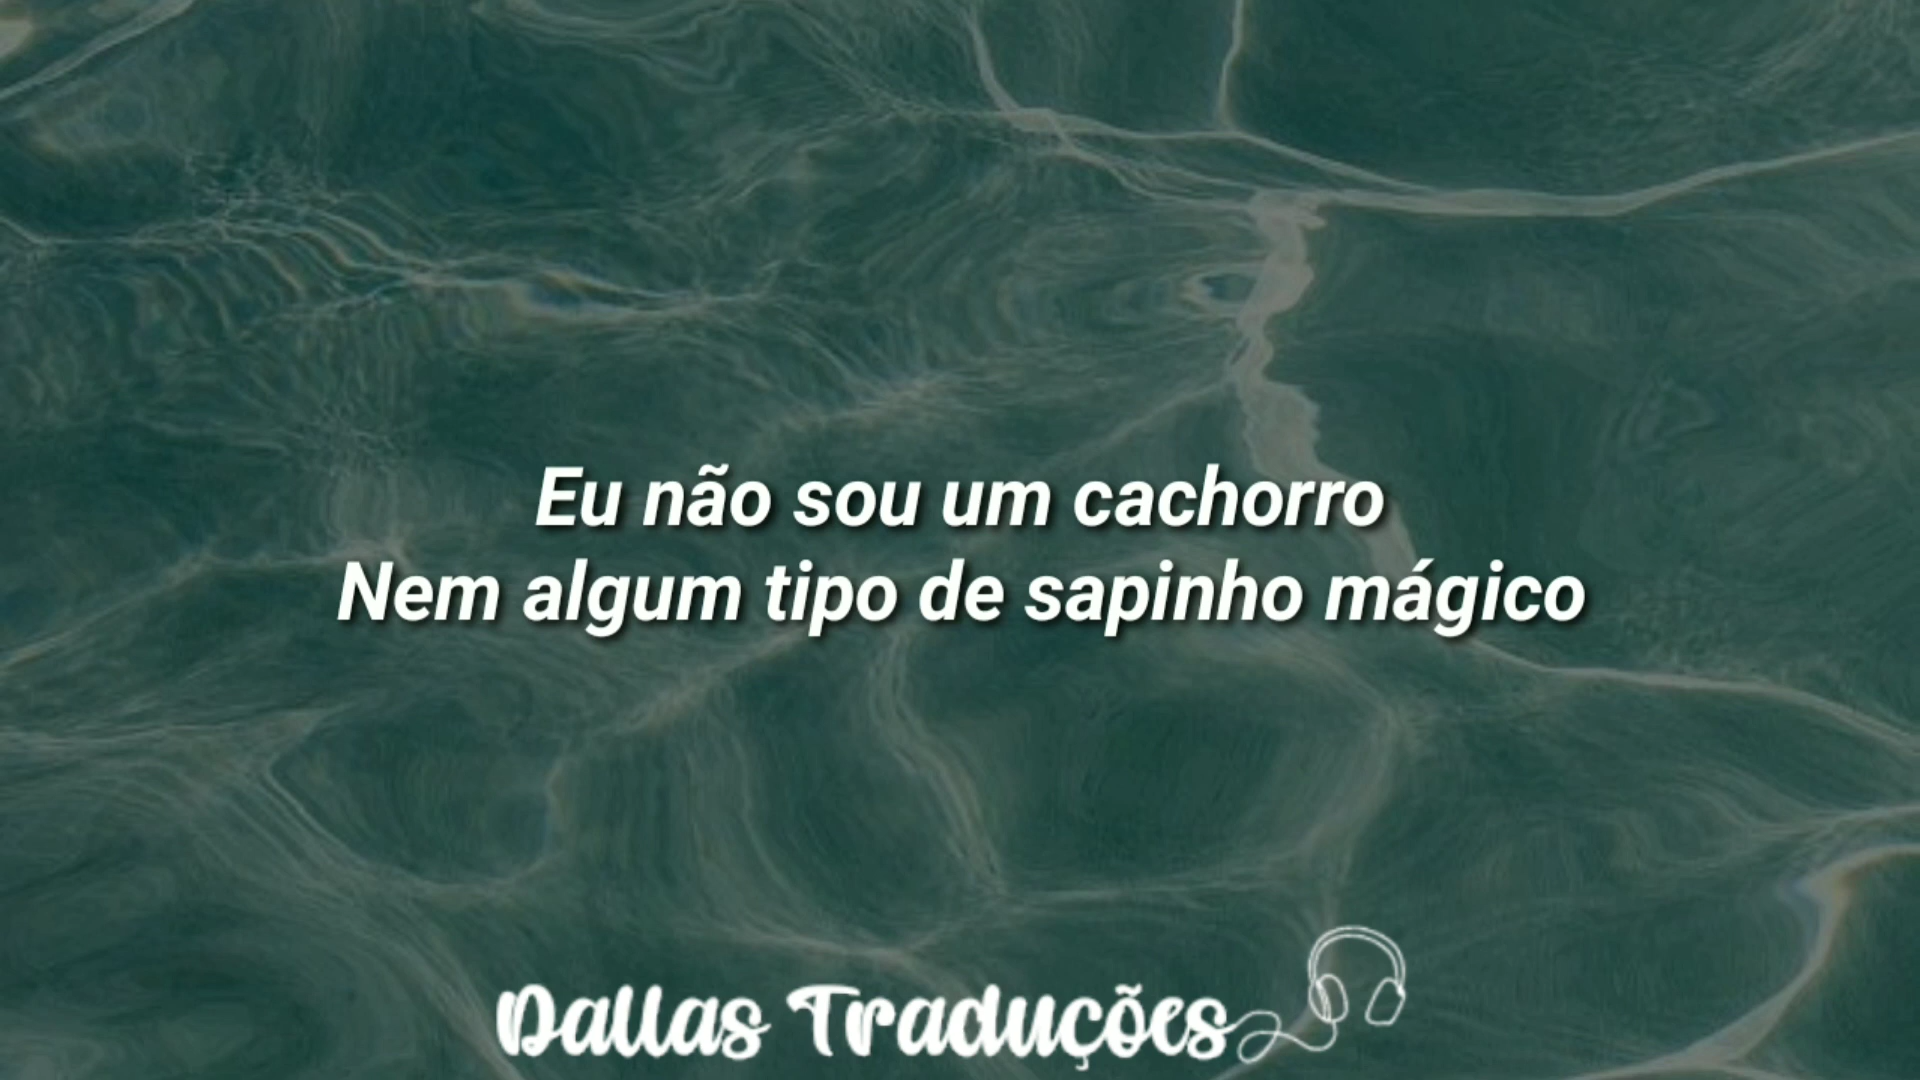 Eu não sou um cachorro
Nem algum tipo de sapinho mágico
Dallas Traduções